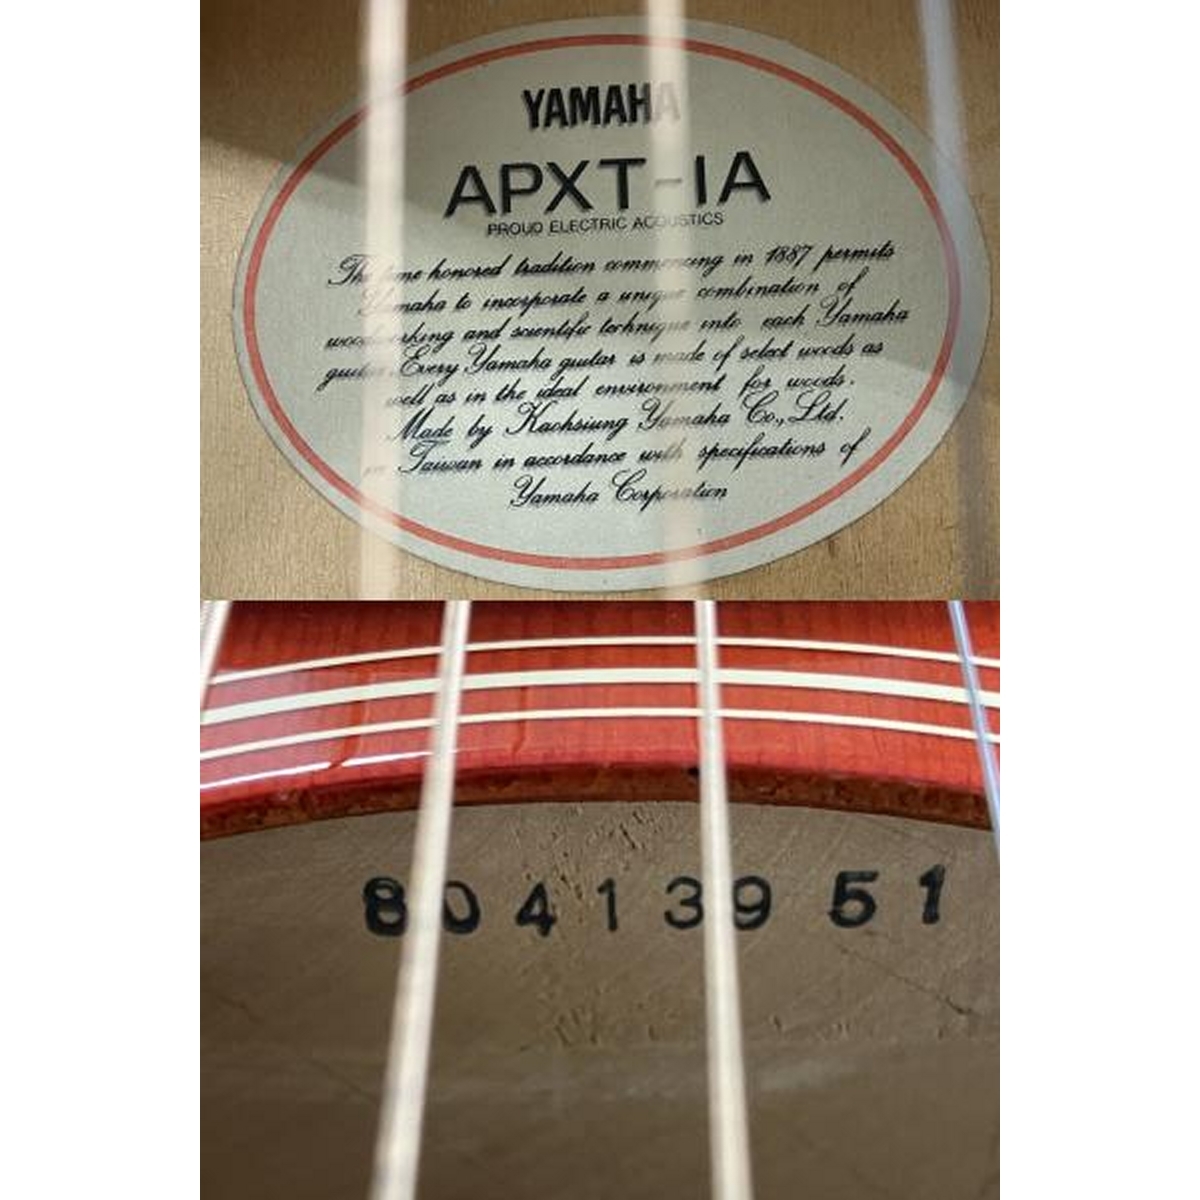 YAMAHA
APXT-1A
PROUD ELECTRIC ACOUSTICS
The time honored tradition commencing in 1887 permits
Yamaha to incorporate a unique combination of
woodworking and scientific technique into each Yamaha
guitar. Every Yamaha guitar is made of select woods as
well as in the ideal environment for woods.
Made by Kaohsiung Yamaha Co., Ltd.
in Taiwan in accordance with specifications of
Yamaha Corporation
80413951